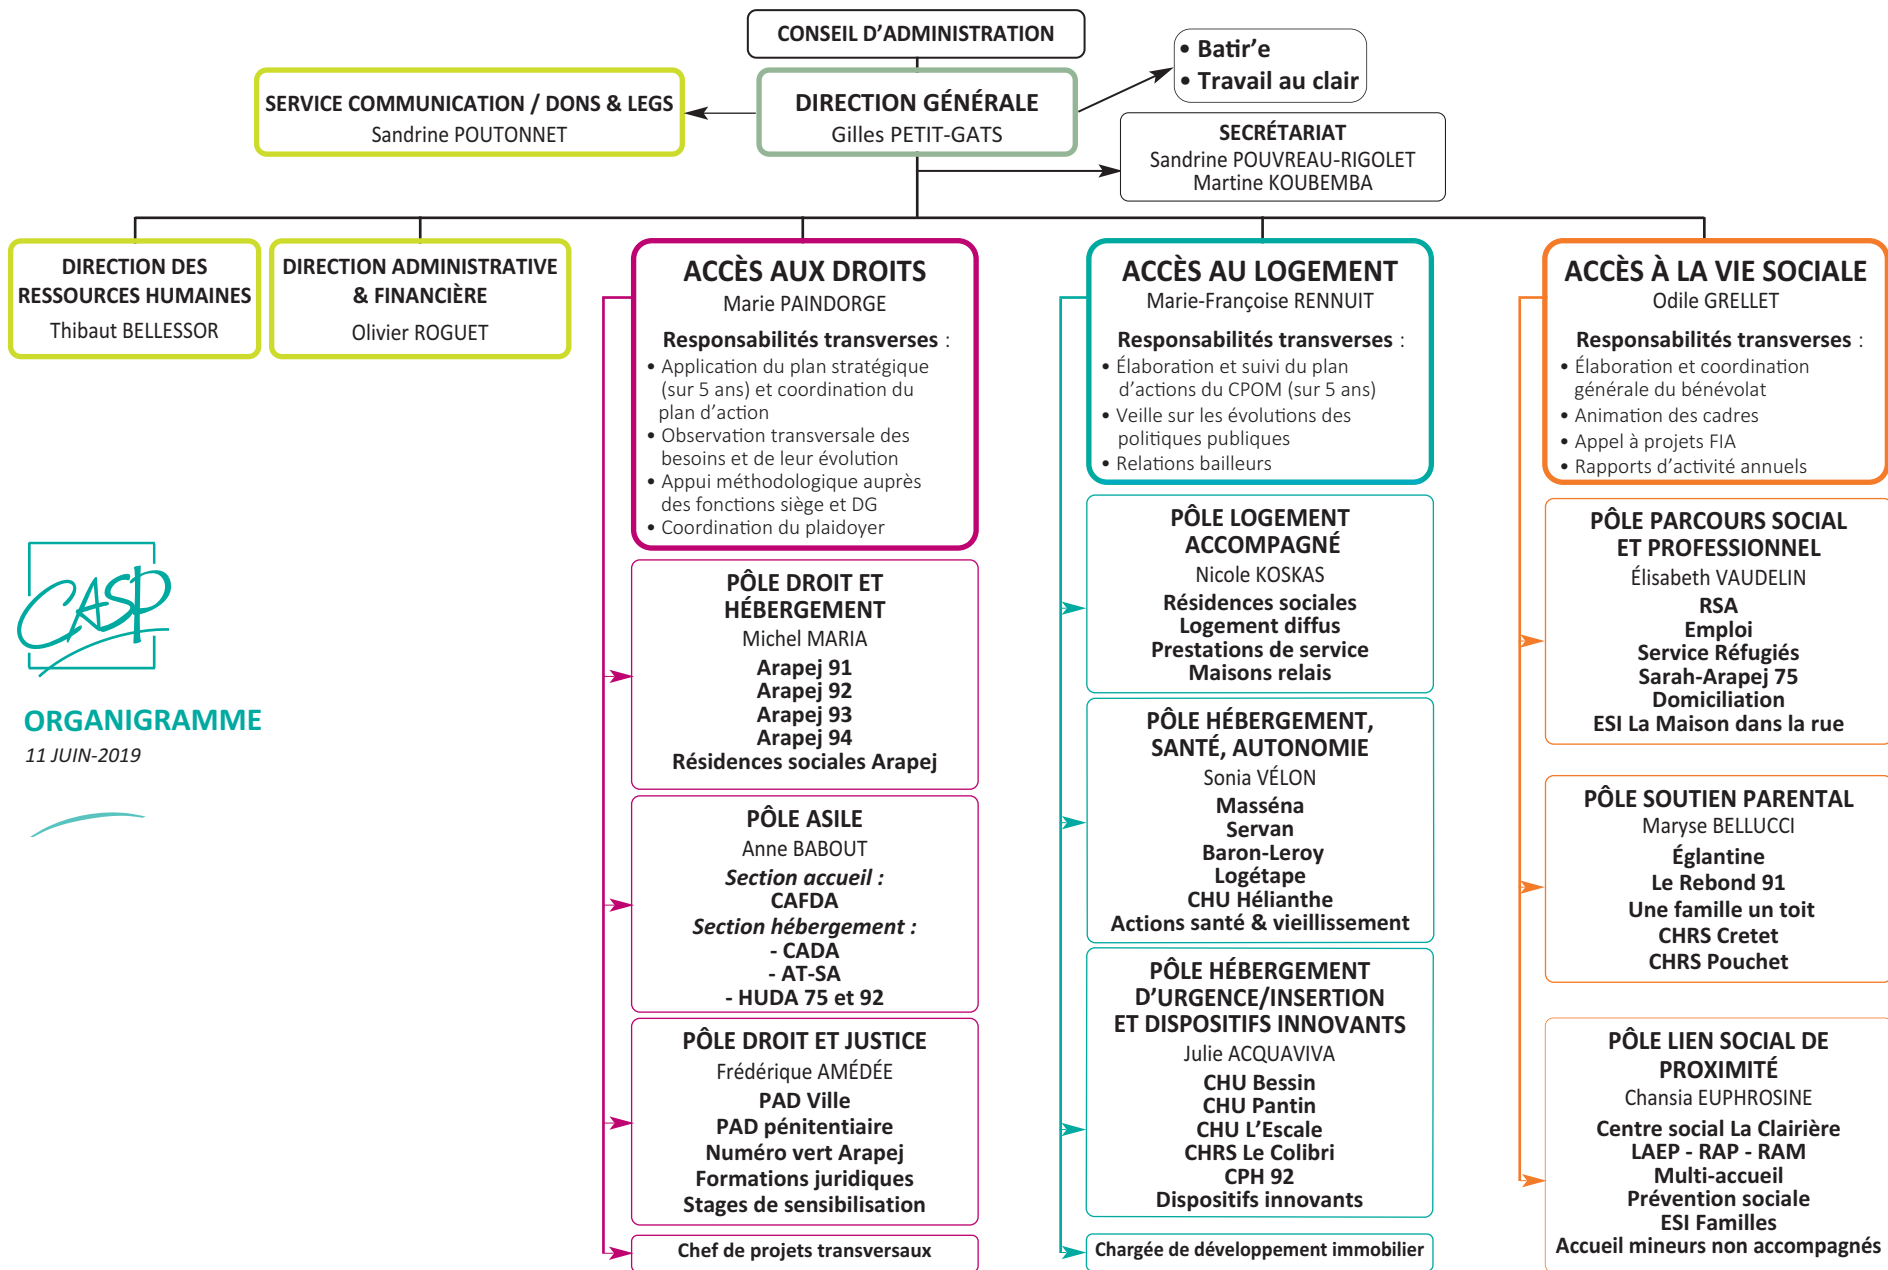 CONSEIL D'ADMINISTRATION
• Batir'e
• Travail au clair
SERVICE COMMUNICATION / DONS & LEGS
Sandrine POUTONNET
DIRECTION GÉNÉRALE
Gilles PETIT-GATS
SECRÉTARIAT
Sandrine POUVREAU-RIGOLET
Martine KOUBEMBA
DIRECTION DES
RESSOURCES HUMAINES
Thibaut BELLESSOR
DIRECTION ADMINISTRATIVE
& FINANCIÈRE
Olivier ROGUET
ACCÈS AUX DROITS
Marie PAINDORGE
Responsabilités transverses :
• Application du plan stratégique
(sur 5 ans) et coordination du
plan d'action
• Observation transversale des
besoins et de leur évolution
• Appui méthodologique auprès
des fonctions siège et DG
• Coordination du plaidoyer
PÔLE DROIT ET
HÉBERGEMENT
Michel MARIA
Arapej 91
Arapej 92
Arapej 93
Arapej 94
Résidences sociales Arapej
PÔLE ASILE
Anne BABOUT
Section accueil :
CAFDA
Section hébergement :
- CADA
- AT-SA
- HUDA 75 et 92
PÔLE DROIT ET JUSTICE
Frédérique AMÉDÉE
PAD Ville
PAD pénitentiaire
Numéro vert Arapej
Formations juridiques
Stages de sensibilisation
Chef de projets transversaux
ACCÈS AU LOGEMENT
Marie-Françoise RENNUIT
Responsabilités transverses :
• Élaboration et suivi du plan
d'actions du CPOM (sur 5 ans)
• Veille sur les évolutions des
politiques publiques
• Relations bailleurs
PÔLE LOGEMENT
ACCOMPAGNÉ
Nicole KOSKAS
Résidences sociales
Logement diffus
Prestations de service
Maisons relais
PÔLE HÉBERGEMENT,
SANTÉ, AUTONOMIE
Sonia VÉLON
Masséna
Servan
Baron-Leroy
Logétape
CHU Hélianthe
Actions santé & vieillissement
PÔLE HÉBERGEMENT
D'URGENCE/INSERTION
ET DISPOSITIFS INNOVANTS
Julie ACQUAVIVA
CHU Bessin
CHU Pantin
CHU L'Escale
CHRS Le Colibri
CPH 92
Dispositifs innovants
Chargée de développement immobilier
ACCÈS À LA VIE SOCIALE
Odile GRELLET
Responsabilités transverses :
• Élaboration et coordination
générale du bénévolat
• Animation des cadres
• Appel à projets FIA
• Rapports d'activité annuels
PÔLE PARCOURS SOCIAL
ET PROFESSIONNEL
Élisabeth VAUDELIN
RSA
Emploi
Service Réfugiés
Sarah-Arapej 75
Domiciliation
ESI La Maison dans la rue
PÔLE SOUTIEN PARENTAL
Maryse BELLUCCI
Églantine
Le Rebond 91
Une famille un toit
CHRS Cretet
CHRS Pouchet
PÔLE LIEN SOCIAL DE
PROXIMITÉ
Chansia EUPHROSINE
Centre social La Clairière
LAEP - RAP - RAM
Multi-accueil
Prévention sociale
ESI Familles
Accueil mineurs non accompagnés
CASP
ORGANIGRAMME
11 JUIN-2019